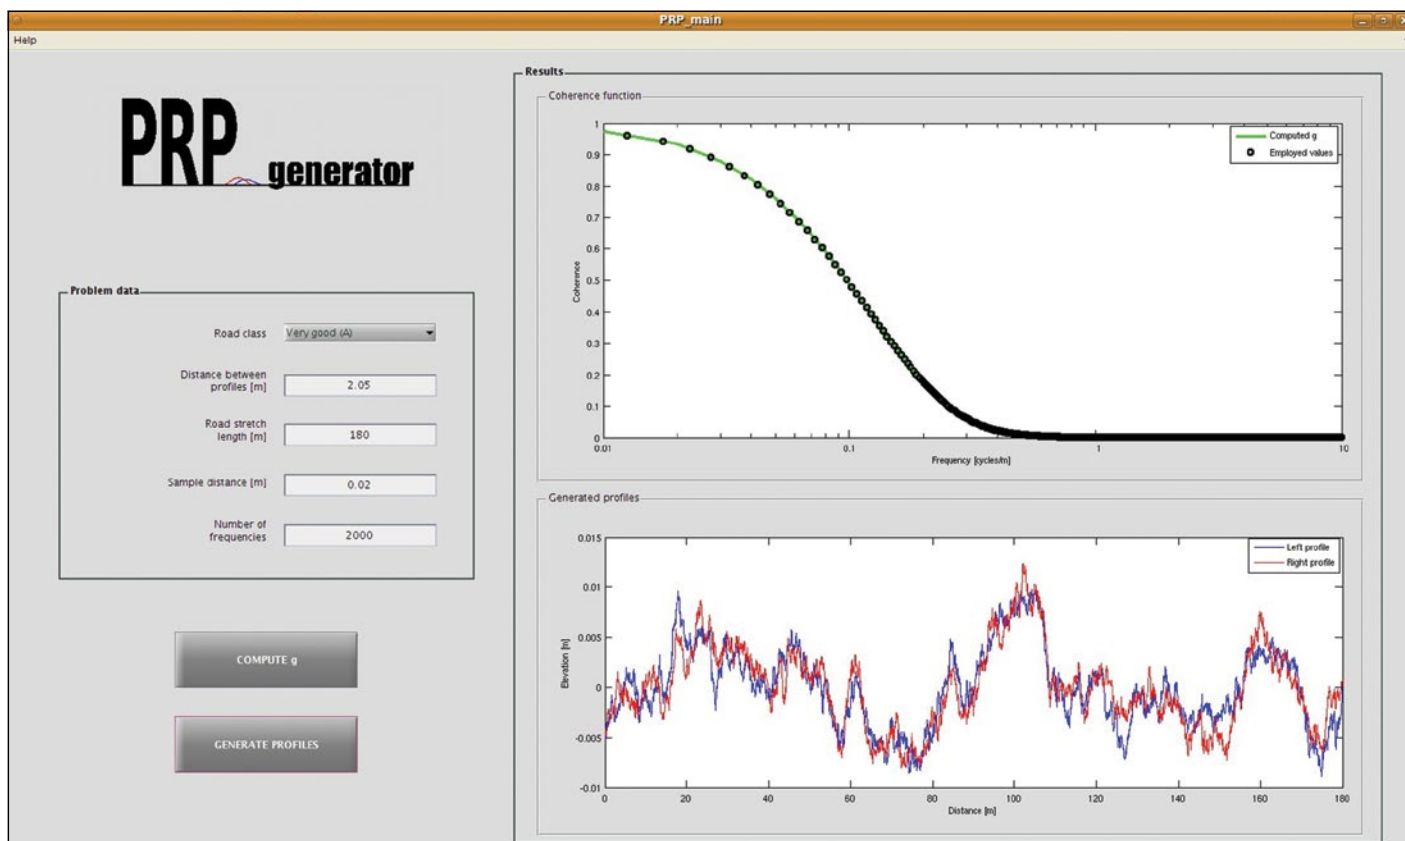 PRP_main
Help
PRP generator
Problem data
Road class
Very good (A)
Distance between
profiles [m]
2.05
Road stretch
length [m]
180
Sample distance [m]
0.02
Number of
frequencies
2000
COMPUTE g
GENERATE PROFILES
Results
Coherence function
1
0.9
0.8
0.7
0.6
0.5
0.4
0.3
0.2
0.1
0
Coherence
Computed g
Employed values
0.01
0.1
1
10
Frequency [cycles/m]
Generated profiles
0.015
0.01
0.005
0
-0.005
-0.01
Elevation [n]
Left profile
Right profile
0
20
40
60
80
100
120
140
160
180
Distance [m]